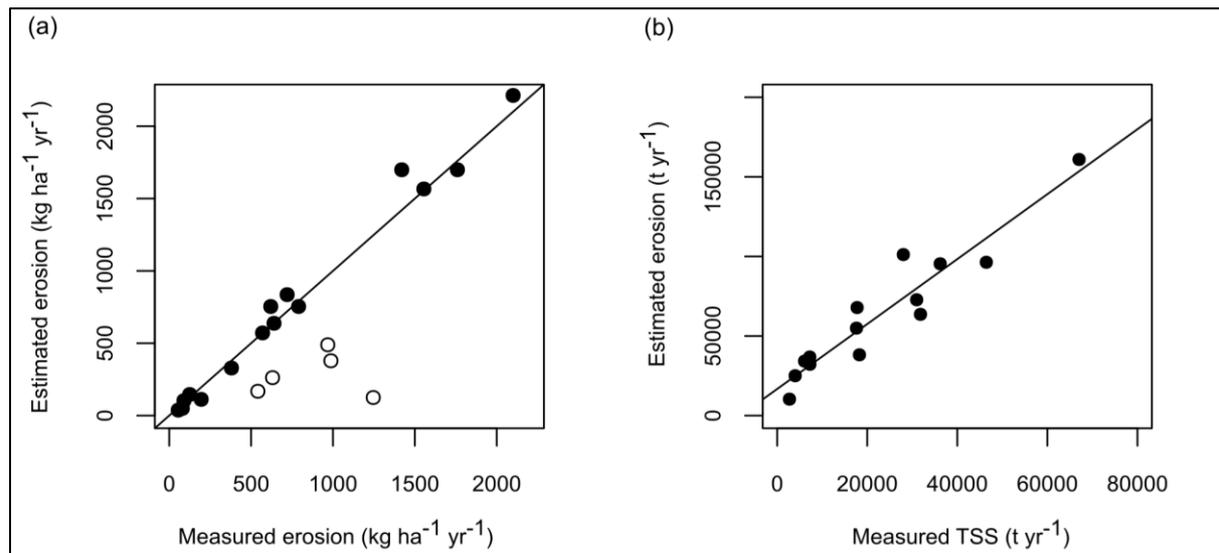 (a)
Estimated erosion (kg ha⁻¹ yr⁻¹)
2000
1500
1000
500
0
0 500 1000 1500 2000
Measured erosion (kg ha⁻¹ yr⁻¹)
(b)
Estimated erosion (t yr⁻¹)
150000
50000
0
0 20000 40000 60000 80000
Measured TSS (t yr⁻¹)